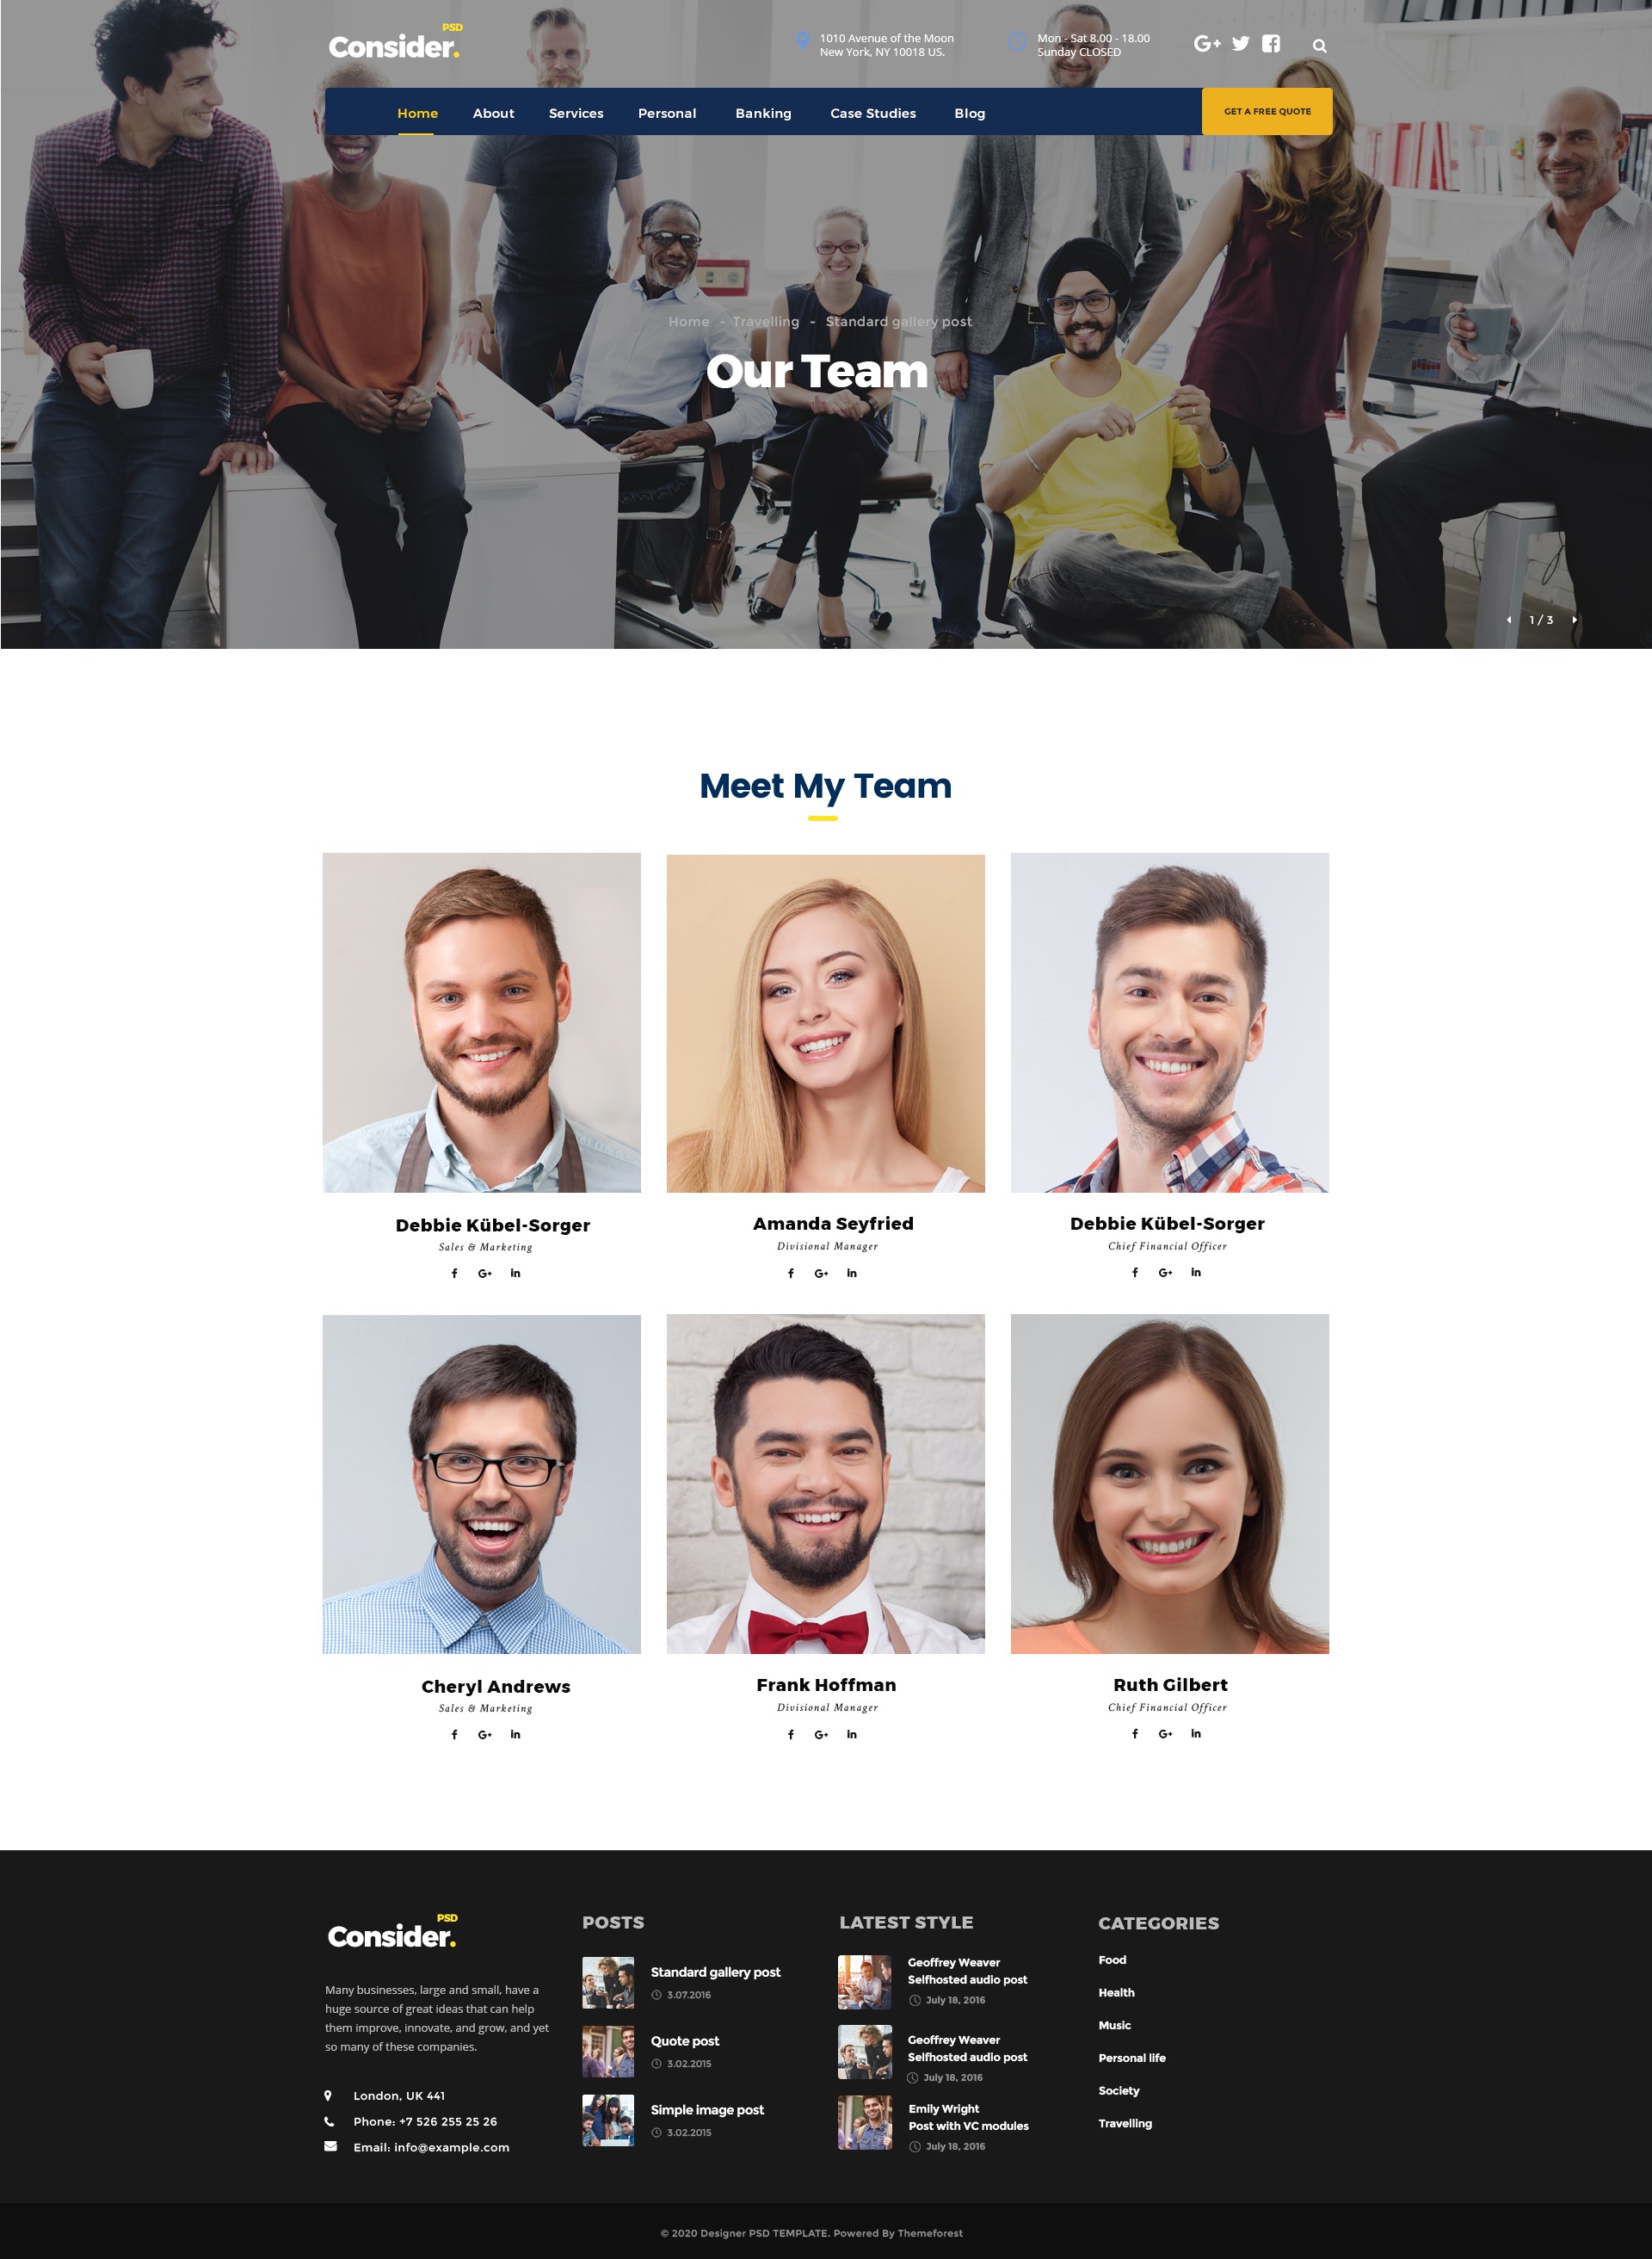 PSD
Consider.
1010 Avenue of the Moon
New York, NY 10018 US.
Mon - Sat 8.00 - 18.00
Sunday CLOSED
G+
Home About Services Personal Banking Case Studies Blog
GET A FREE QUOTE
Home - Travelling - Standard gallery post
Our Team
1 / 3
Meet My Team
Debbie Kübel-Sorger
Sales & Marketing
f G+ in
Amanda Seyfried
Divisional Manager
f G+ in
Debbie Kübel-Sorger
Chief Financial Officer
f G+ in
Cheryl Andrews
Sales & Marketing
f G+ in
Frank Hoffman
Divisional Manager
f G+ in
Ruth Gilbert
Chief Financial Officer
f G+ in
PSD
Consider.
Many businesses, large and small, have a
huge source of great ideas that can help
them improve, innovate, and grow, and yet
so many of these companies.
London, UK 441
Phone: +7 526 255 25 26
Email: info@example.com
POSTS
Standard gallery post
3.07.2016
Quote post
3.02.2015
Simple image post
3.02.2015
LATEST STYLE
Geoffrey Weaver
Selfhosted audio post
July 18, 2016
Geoffrey Weaver
Selfhosted audio post
July 18, 2016
Emily Wright
Post with VC modules
July 18, 2016
CATEGORIES
Food
Health
Music
Personal life
Society
Travelling
© 2020 Designer PSD TEMPLATE. Powered By Themeforest